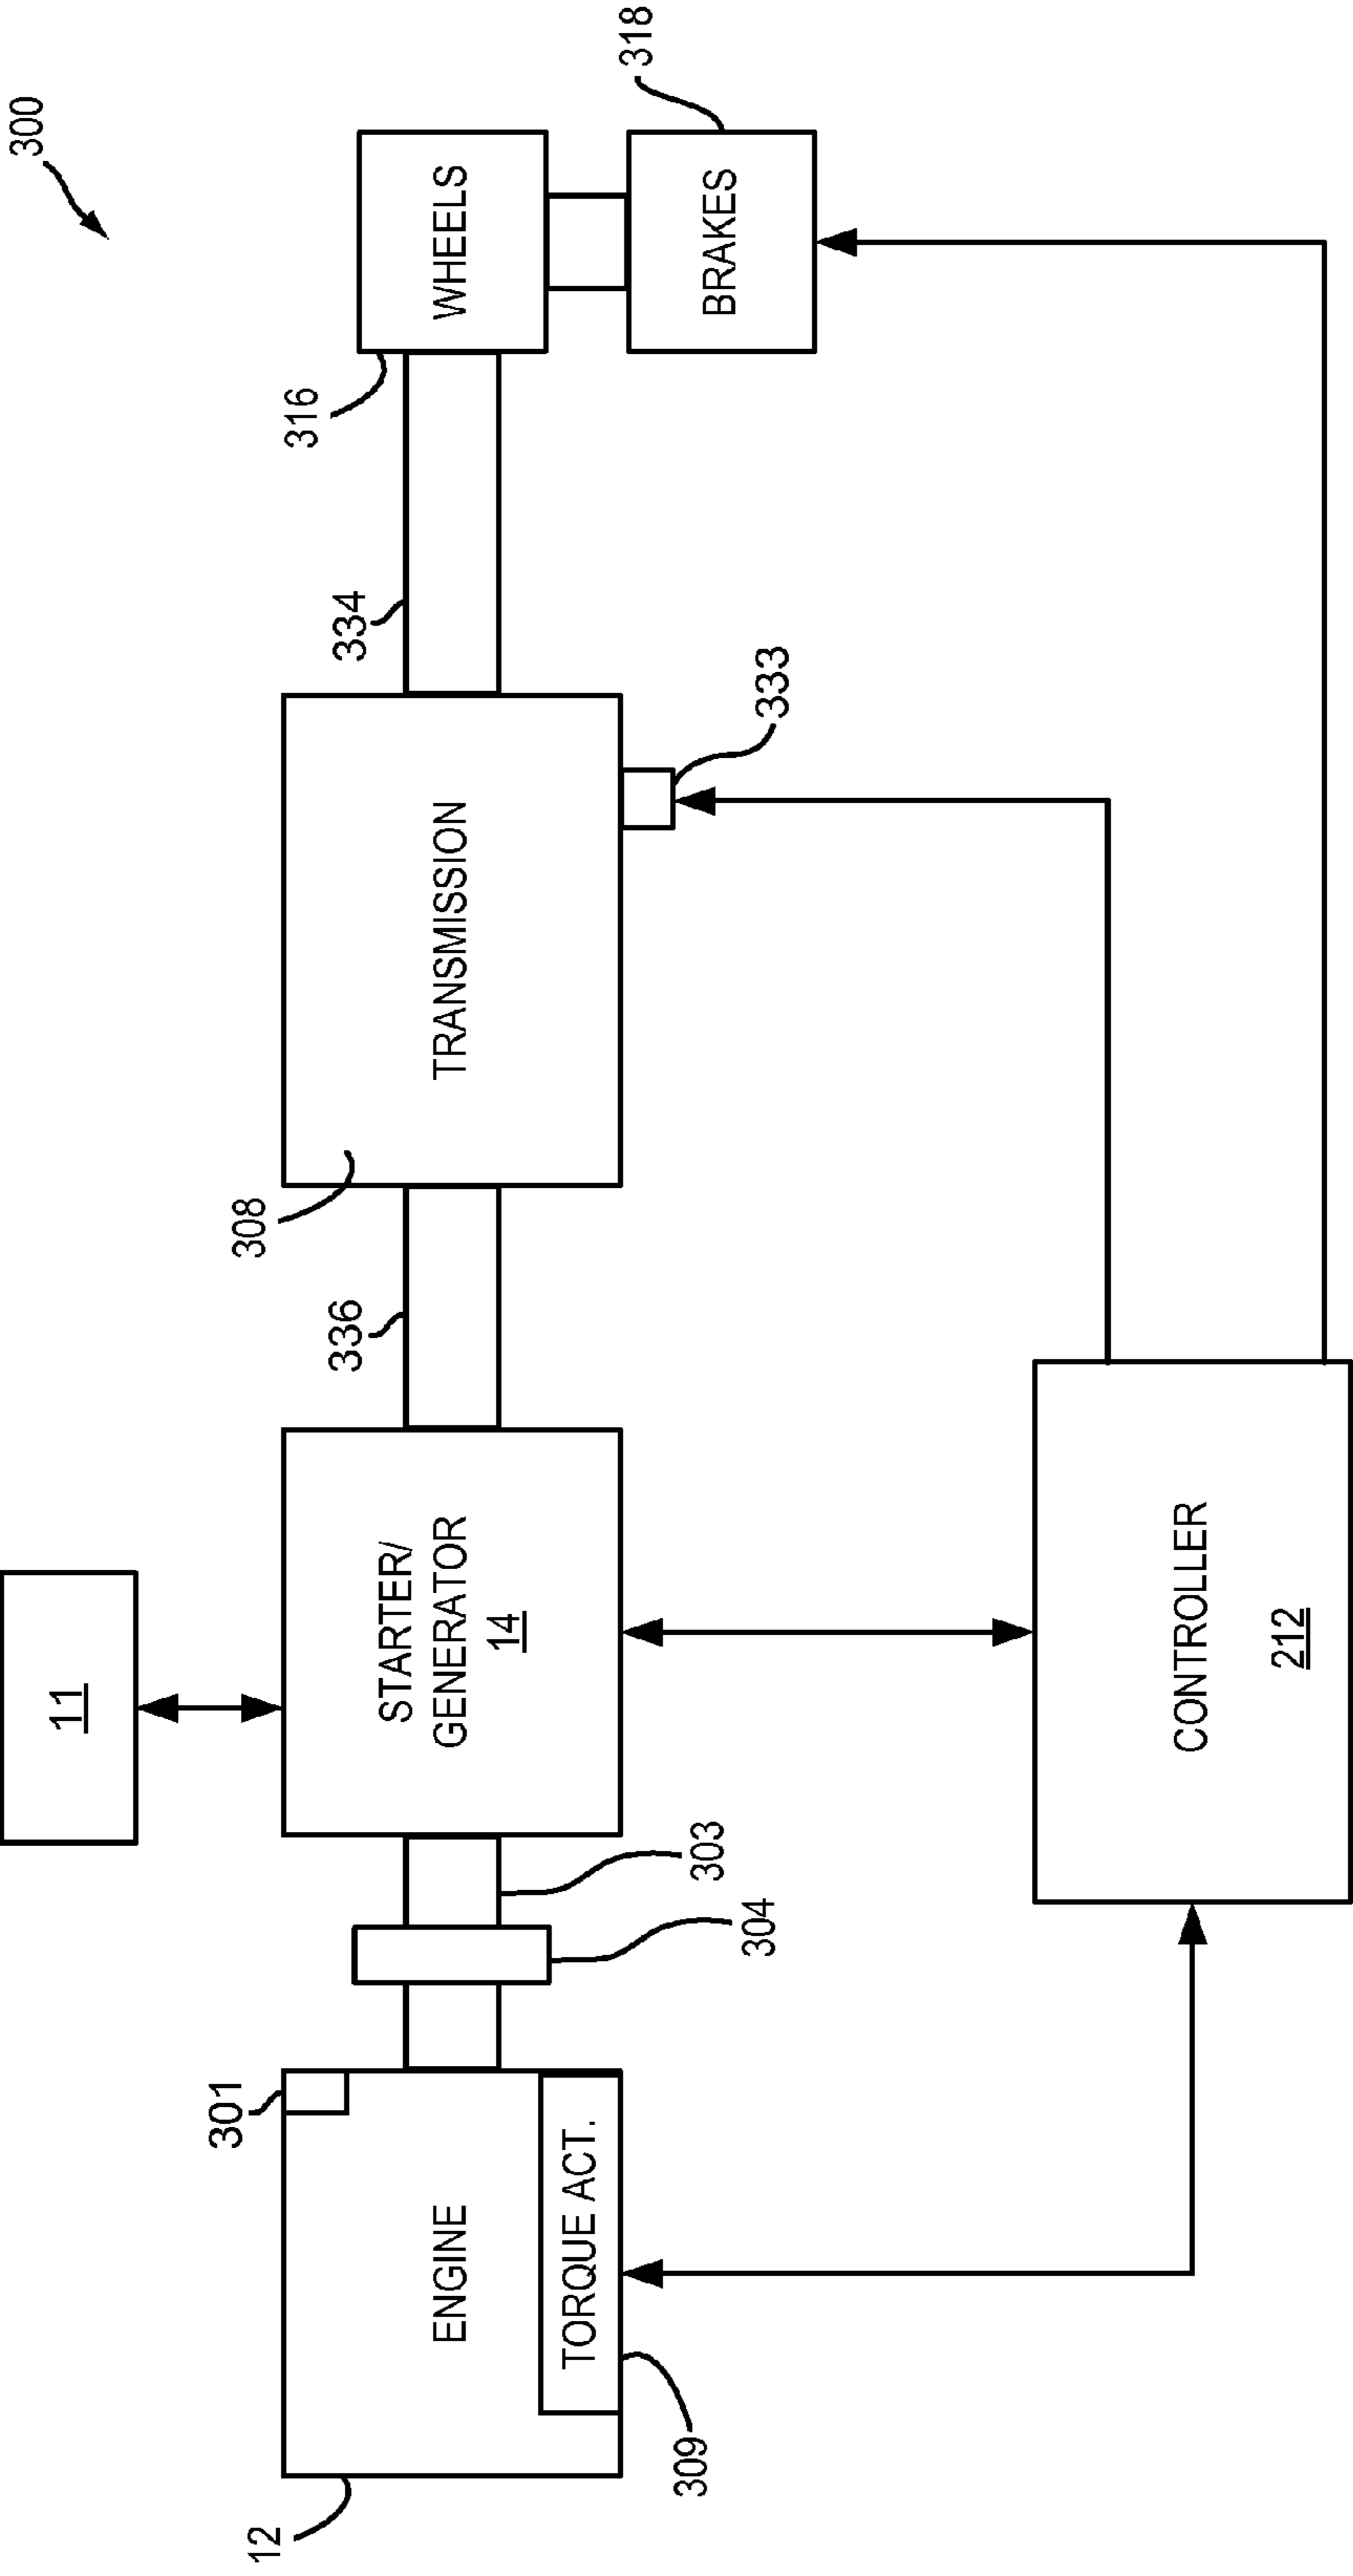 300
11
12
301
308
316
318
336
334
ENGINE
STARTER/
GENERATOR
14
TRANSMISSION
WHEELS
TORQUE ACT.
BRAKES
309
304
303
333
CONTROLLER
212